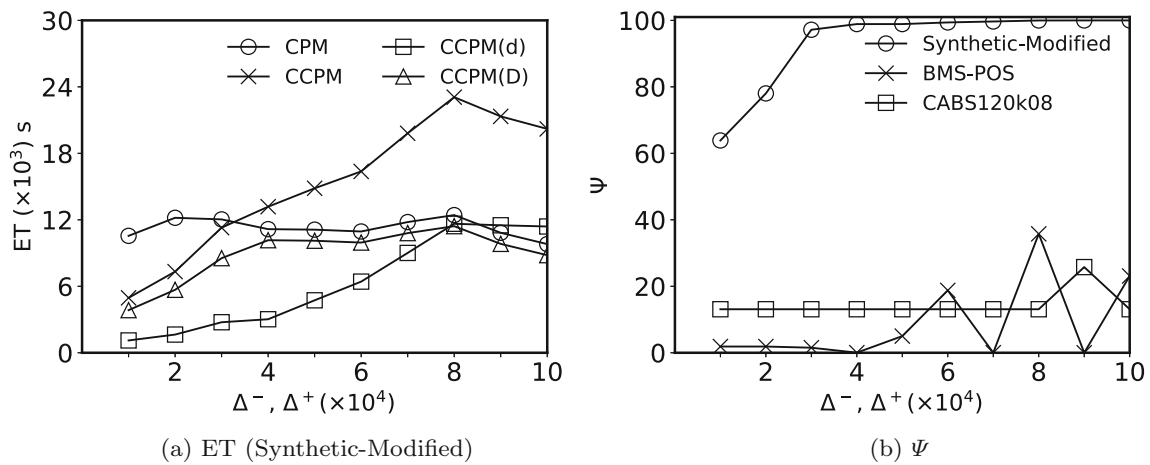 30
24
18
12
6
0
ET (×10³) s
CPM
CCPM
CCPM(d)
CCPM(D)
2 4 6 8 10
Δ⁻, Δ⁺(×10⁴)
(a) ET (Synthetic-Modified)
100
80
60
40
20
0
Ψ
Synthetic-Modified
BMS-POS
CABS120k08
2 4 6 8 10
Δ⁻, Δ⁺(×10⁴)
(b) Ψ